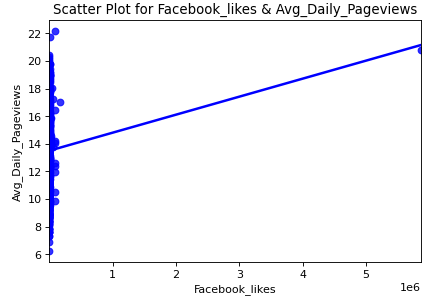 Scatter Plot for Facebook_likes & Avg_Daily_Pageviews
Avg_Daily_Pageviews
22
20
18
16
14
12
10
8
6
1 2 3 4 5
1e6
Facebook_likes